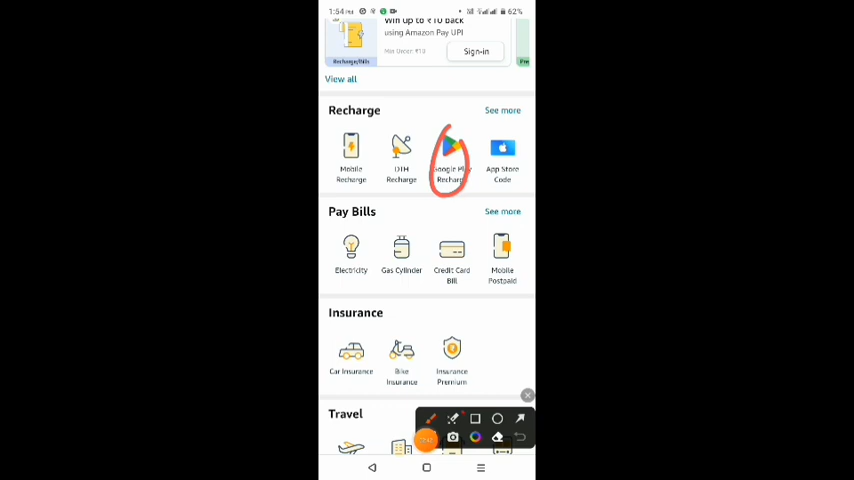 1:54 PM 62%
Win up to ₹10 back
using Amazon Pay UPI
Min Order: ₹10 Sign-in
Recharge/Bills
View all
Recharge See more
Mobile Recharge
DTH Recharge
Google Play Recharge
App Store Code
Pay Bills See more
Electricity
Gas Cylinder
Credit Card Bill
Mobile Postpaid
Insurance
Car Insurance
Bike Insurance
Insurance Premium
Travel